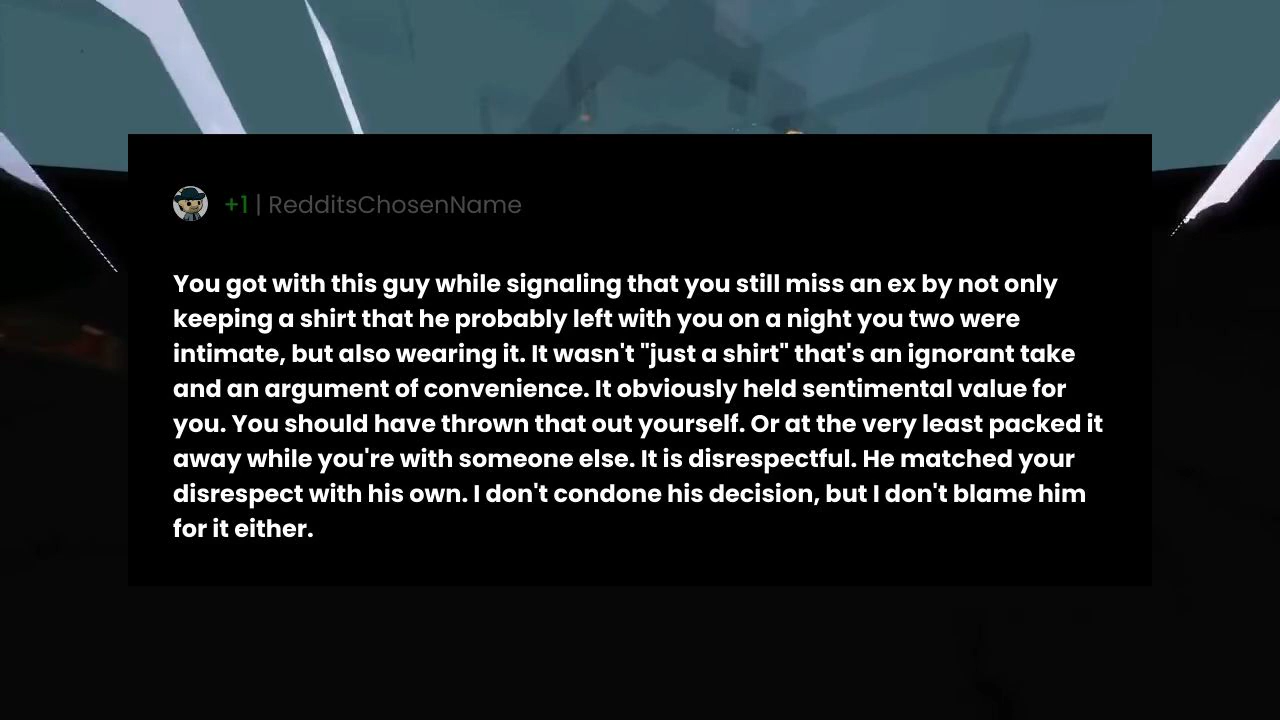 +1 | RedditsChosenName
You got with this guy while signaling that you still miss an ex by not only
keeping a shirt that he probably left with you on a night you two were
intimate, but also wearing it. It wasn't "just a shirt" that's an ignorant take
and an argument of convenience. It obviously held sentimental value for
you. You should have thrown that out yourself. Or at the very least packed it
away while you're with someone else. It is disrespectful. He matched your
disrespect with his own. I don't condone his decision, but I don't blame him
for it either.